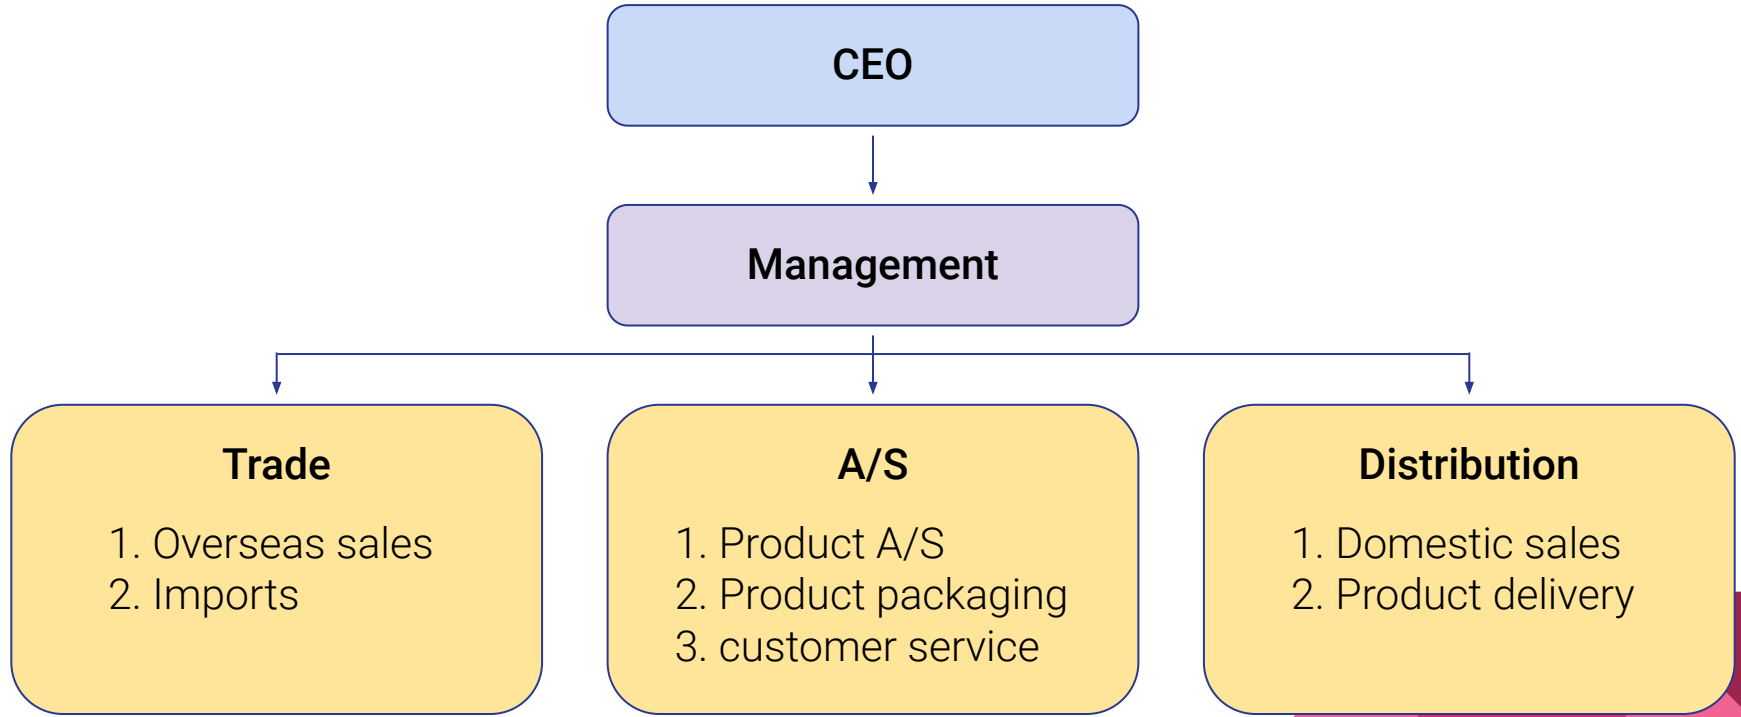 CEO
Management
Trade
1. Overseas sales
2. Imports
A/S
1. Product A/S
2. Product packaging
3. customer service
Distribution
1. Domestic sales
2. Product delivery